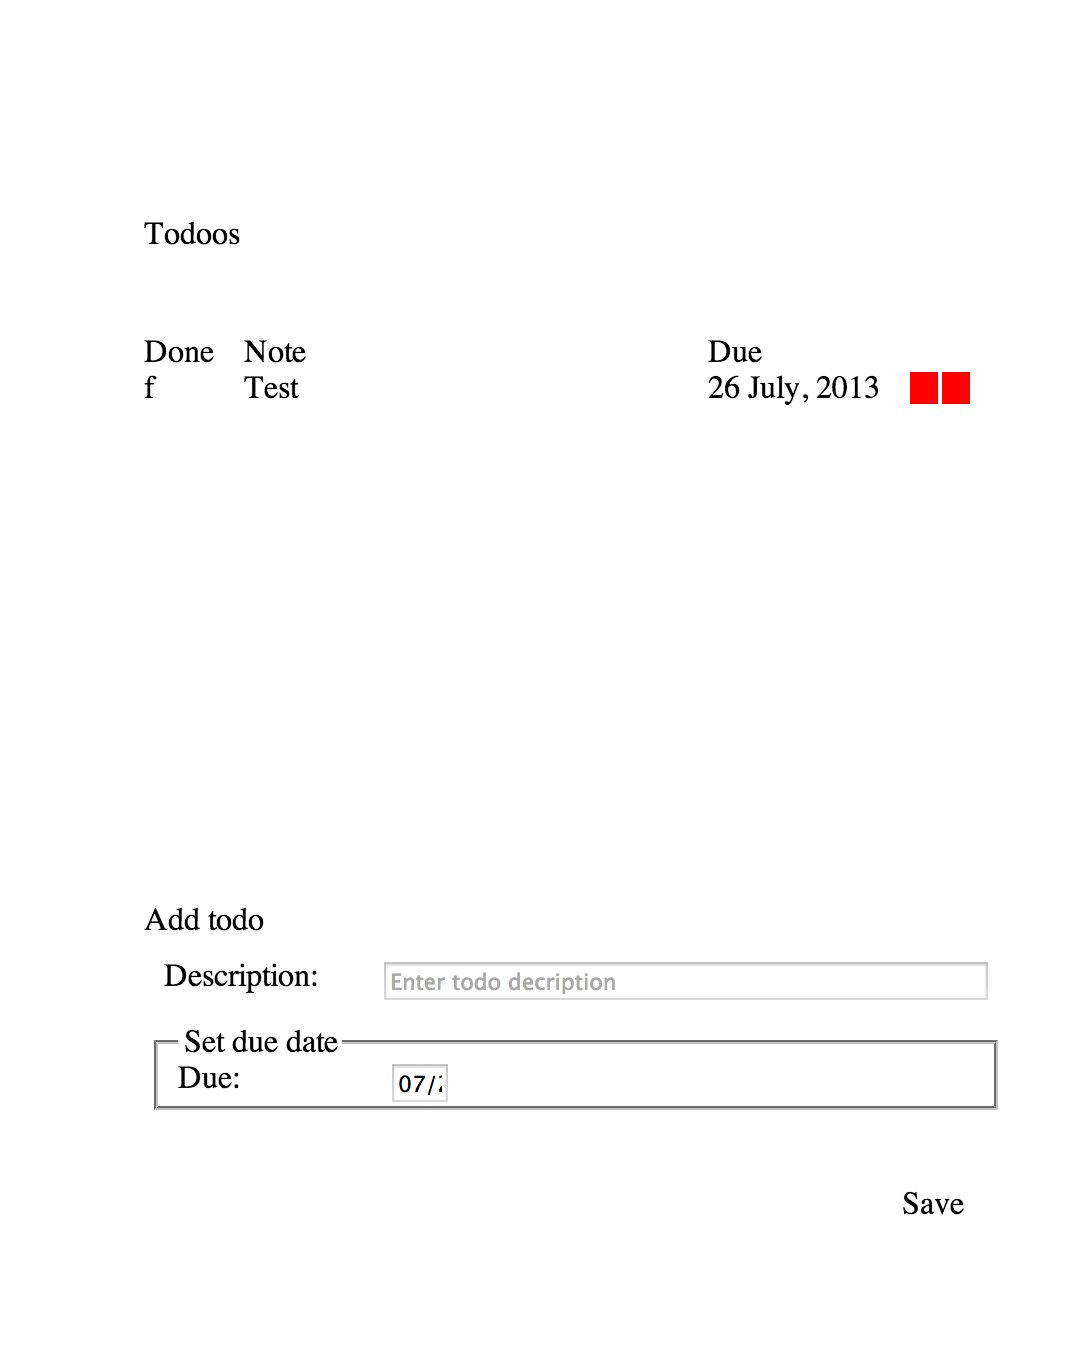 Todoos
Done Note Due
f Test 26 July, 2013
Add todo
Description: Enter todo decription
Set due date
Due: 07/
Save